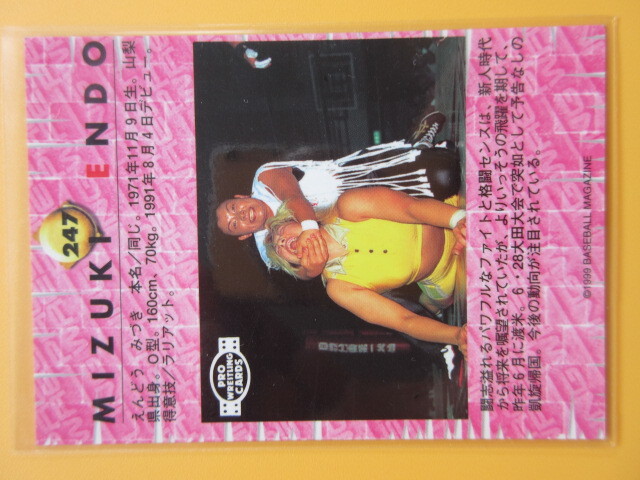 247
MIZUKI ENDO
えんどう、みづき 本名/同じ。1971年11月9日生。山梨
県出身。O型。160cm、70kg。1991年8月4日デビュー。
得意技/ラリアット。
PRO
WRESTLING
CARDS
闘志溢れるパワフルなファイトと格闘センスは、新人時代
から将来を嘱望されていたが、よりいっそうの飛躍を期して、
昨年6月に渡米。6・28大田大会で突如として予告なしの
凱旋帰国。今後の動向が注目されている。
©1999 BASEBALL MAGAZINE